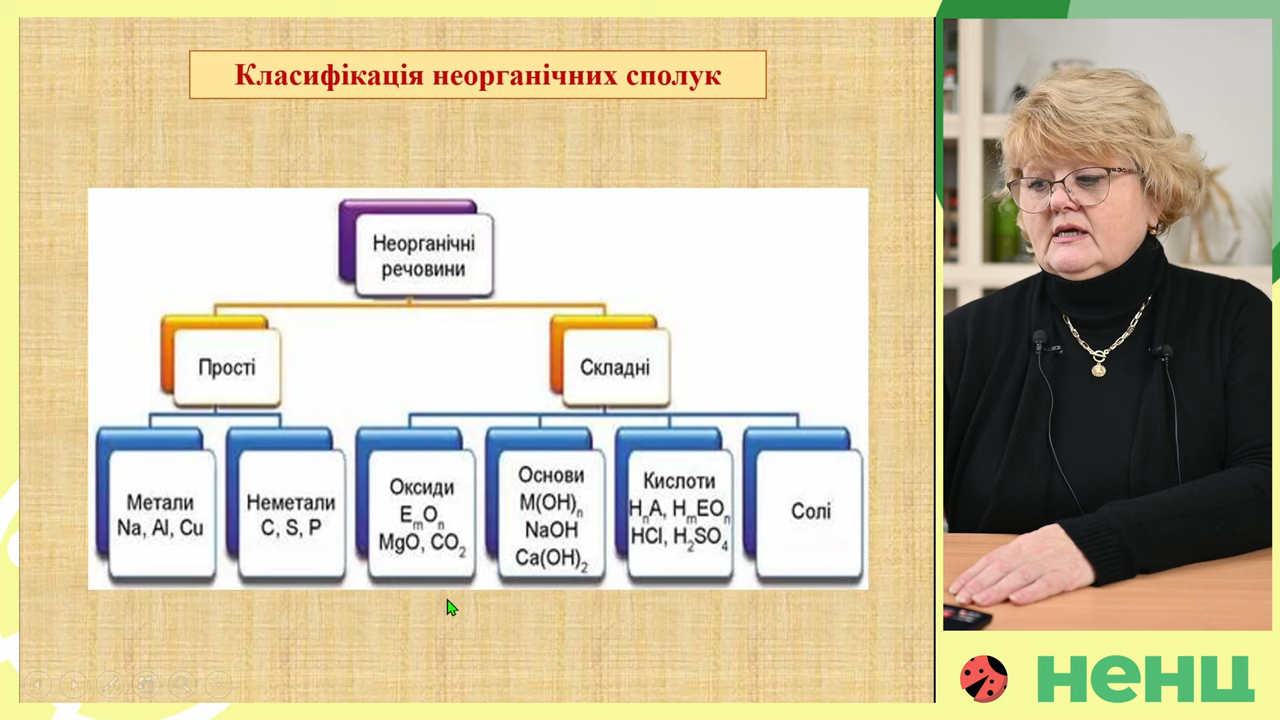 Класифікація неорганічних сполук
Неорганічні
речовини
Прості
Складні
Метали
Na, Al, Cu
Неметали
C, S, P
Оксиди
EmOn
MgO, CO2
Основи
M(OH)n
NaOH
Ca(OH)2
Кислоти
HnA, HmEOn
HCl, H2SO4
Солі
ненц